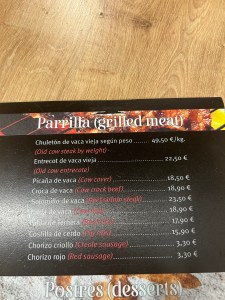 Parrilla (grilled meat)
Chuletón de vaca vieja según peso ........ 49,50 €/kg.
(Old cow steak by weight)
Entrecot de vaca vieja ........ 22,50 €
(Old cow entrecote)
Picaña de vaca (Cow cover) ........ 18,50 €
Croca de vaca (Cow crock beef) ........ 18,90 €
Solomillo de vaca ........ 23,50 €
18,90 €
17,90 €
Costilla de cerdo ........ 15,90 €
Chorizo criollo (Creole sausage) ........ 3,30 €
Chorizo rojo (Red sausage) ........ 3,30 €
Postres (desserts)